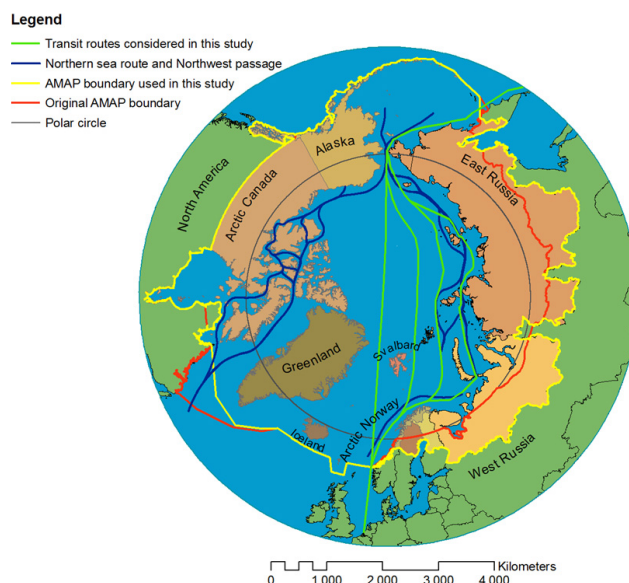 Legend
Transit routes considered in this study
Northern sea route and Northwest passage
AMAP boundary used in this study
Original AMAP boundary
Polar circle
Alaska
East Russia
North America
Arctic Canada
Svalbard
Greenland
Iceland
Arctic Norway
West Russia
Kilometers
0 1 000 2 000 3 000 4 000